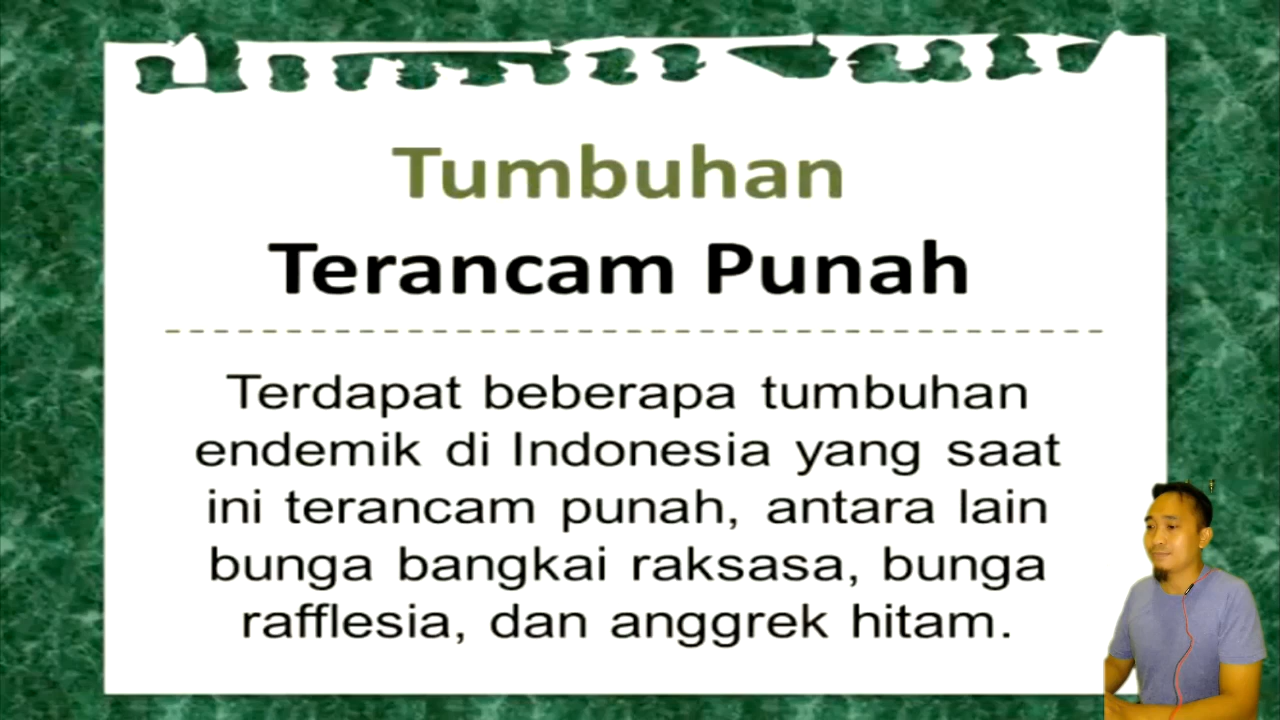 Tumbuhan
Terancam Punah
Terdapat beberapa tumbuhan
endemik di Indonesia yang saat
ini terancam punah, antara lain
bunga bangkai raksasa, bunga
rafflesia, dan anggrek hitam.